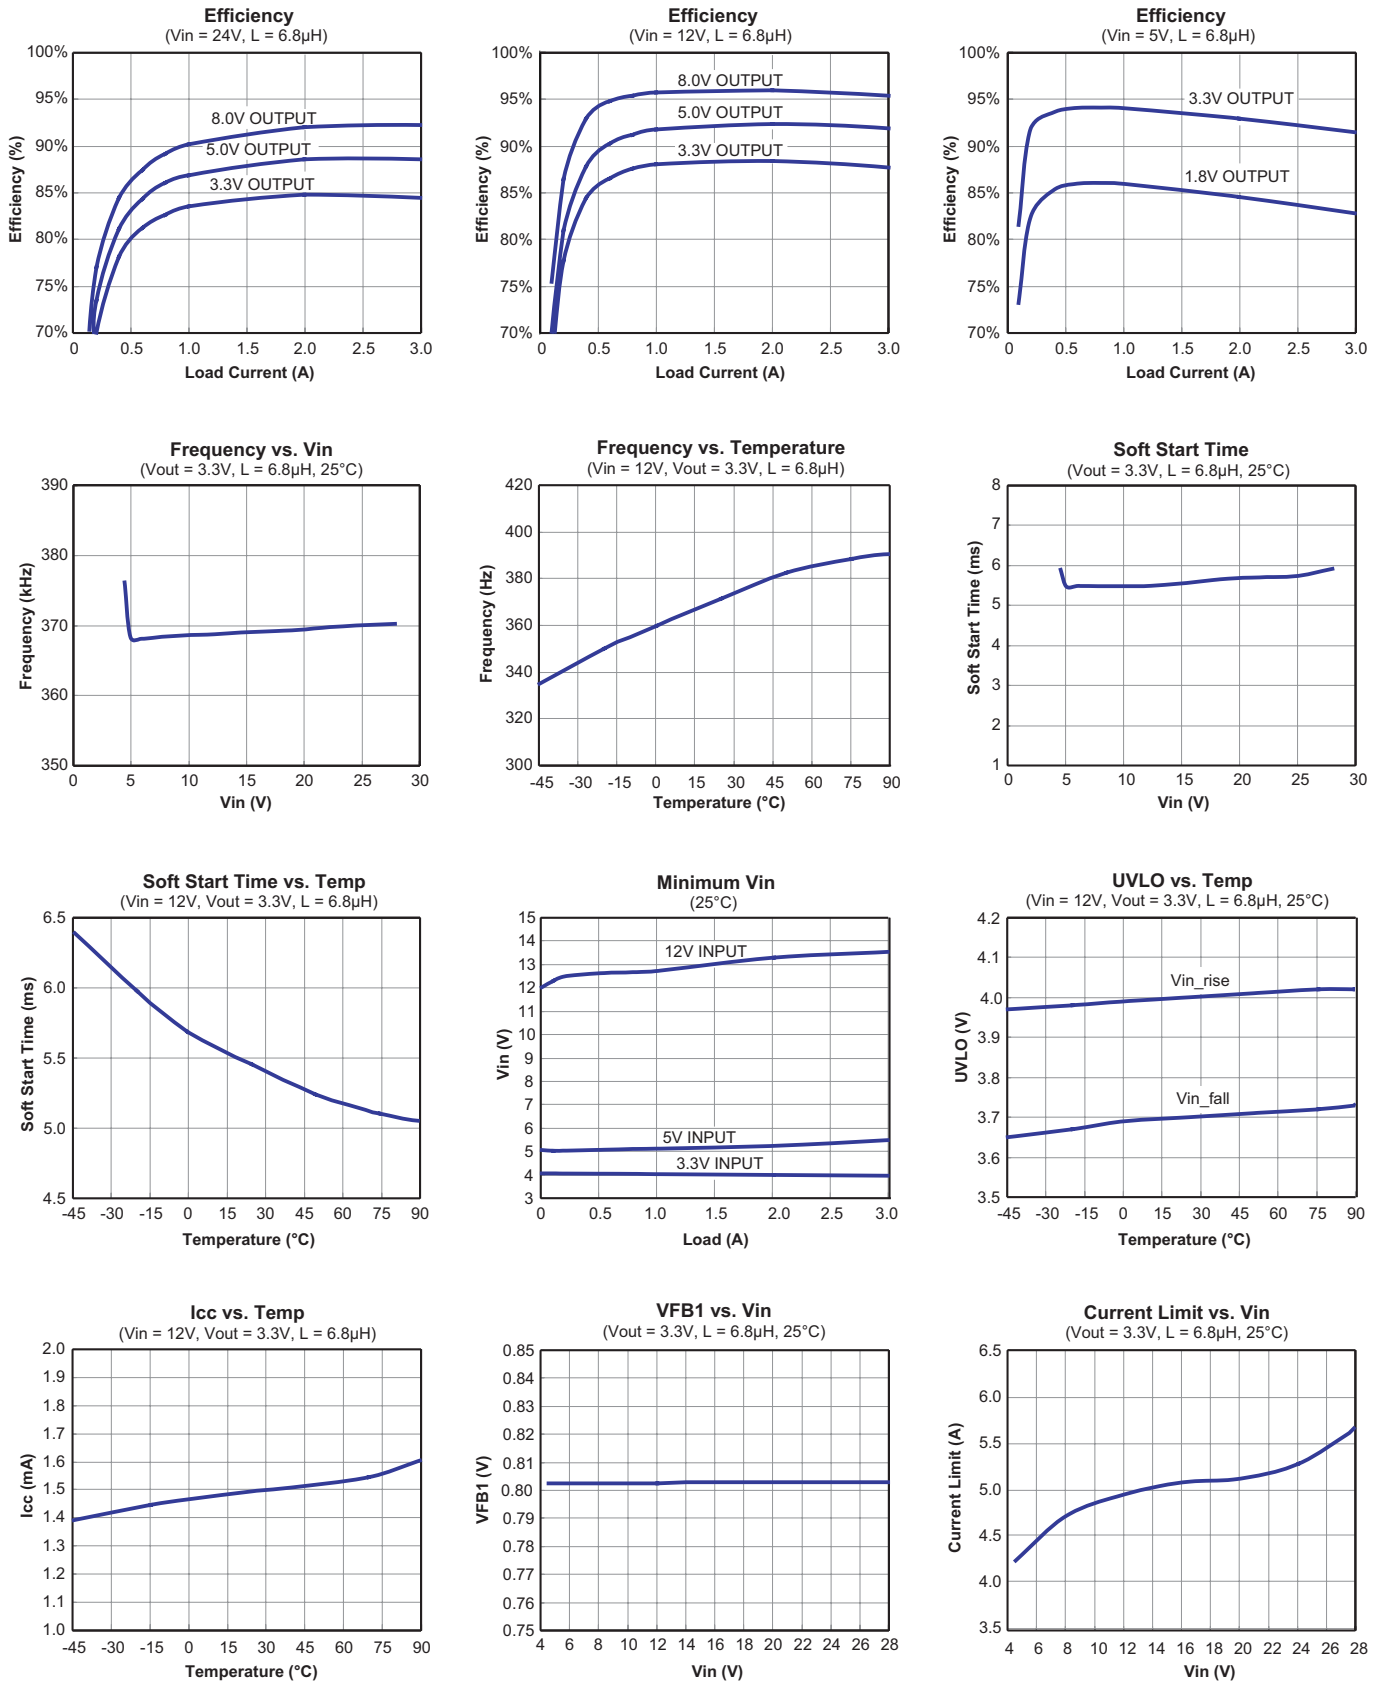 Efficiency
(Vin = 24V, L = 6.8µH)
100%
95%
90%
85%
80%
75%
70%
Efficiency (%)
8.0V OUTPUT
5.0V OUTPUT
3.3V OUTPUT
0 0.5 1.0 1.5 2.0 2.5 3.0
Load Current (A)
Efficiency
(Vin = 12V, L = 6.8µH)
100%
95%
90%
85%
80%
75%
70%
Efficiency (%)
8.0V OUTPUT
5.0V OUTPUT
3.3V OUTPUT
0 0.5 1.0 1.5 2.0 2.5 3.0
Load Current (A)
Efficiency
(Vin = 5V, L = 6.8µH)
100%
95%
90%
85%
80%
75%
70%
Efficiency (%)
3.3V OUTPUT
1.8V OUTPUT
0 0.5 1.0 1.5 2.0 2.5 3.0
Load Current (A)
Frequency vs. Vin
(Vout = 3.3V, L = 6.8µH, 25°C)
390
380
370
360
350
Frequency (kHz)
0 5 10 15 20 25 30
Vin (V)
Frequency vs. Temperature
(Vin = 12V, Vout = 3.3V, L = 6.8µH)
420
400
380
360
340
320
300
Frequency (Hz)
-45 -30 -15 0 15 30 45 60 75 90
Temperature (°C)
Soft Start Time
(Vout = 3.3V, L = 6.8µH, 25°C)
8
7
6
5
4
3
2
1
Soft Start Time (ms)
0 5 10 15 20 25 30
Vin (V)
Soft Start Time vs. Temp
(Vin = 12V, Vout = 3.3V, L = 6.8µH)
6.5
6.0
5.5
5.0
4.5
Soft Start Time (ms)
-45 -30 -15 0 15 30 45 60 75 90
Temperature (°C)
Minimum Vin
(25°C)
15
14
13
12
11
10
9
8
7
6
5
4
3
Vin (V)
12V INPUT
5V INPUT
3.3V INPUT
0 0.5 1.0 1.5 2.0 2.5 3.0
Load (A)
UVLO vs. Temp
(Vin = 12V, Vout = 3.3V, L = 6.8µH, 25°C)
4.2
4.1
4.0
3.9
3.8
3.7
3.6
3.5
UVLO (V)
Vin_rise
Vin_fall
-45 -30 -15 0 15 30 45 60 75 90
Temperature (°C)
Icc vs. Temp
(Vin = 12V, Vout = 3.3V, L = 6.8µH)
2.0
1.9
1.8
1.7
1.6
1.5
1.4
1.3
1.2
1.1
1.0
Icc (mA)
-45 -30 -15 0 15 30 45 60 75 90
Temperature (°C)
VFB1 vs. Vin
(Vout = 3.3V, L = 6.8µH, 25°C)
0.85
0.84
0.83
0.82
0.81
0.80
0.79
0.78
0.77
0.76
0.75
VFB1 (V)
4 6 8 10 12 14 16 18 20 22 24 26 28
Vin (V)
Current Limit vs. Vin
(Vout = 3.3V, L = 6.8µH, 25°C)
6.5
6.0
5.5
5.0
4.5
4.0
3.5
Current Limit (A)
4 6 8 10 12 14 16 18 20 22 24 26 28
Vin (V)